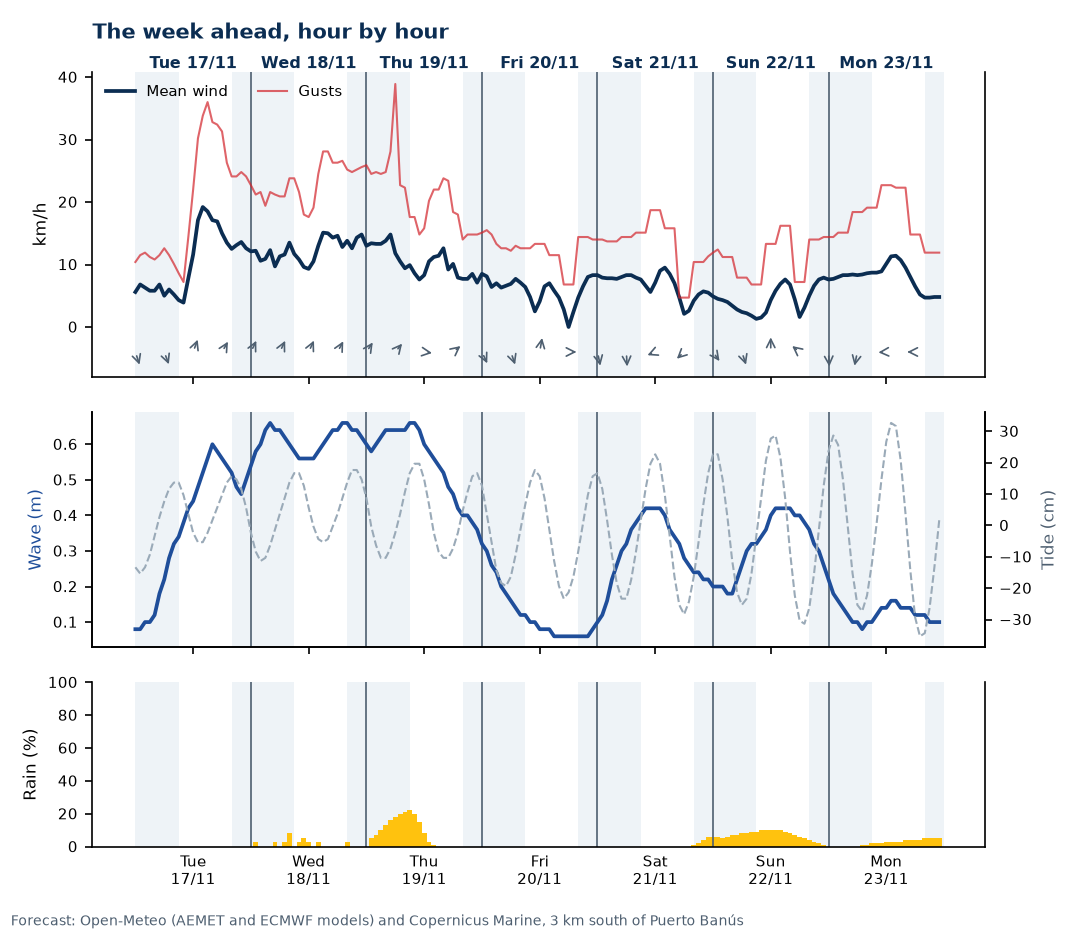 The week ahead, hour by hour
Tue 17/11 Wed 18/11 Thu 19/11 Fri 20/11 Sat 21/11 Sun 22/11 Mon 23/11
Mean wind Gusts
40
30
20
10
0
km/h
0.6
0.5
0.4
0.3
0.2
0.1
Wave (m)
30
20
10
0
−10
−20
−30
Tide (cm)
100
80
60
40
20
0
Rain (%)
Tue Wed Thu Fri Sat Sun Mon
17/11 18/11 19/11 20/11 21/11 22/11 23/11
Forecast: Open-Meteo (AEMET and ECMWF models) and Copernicus Marine, 3 km south of Puerto Banús